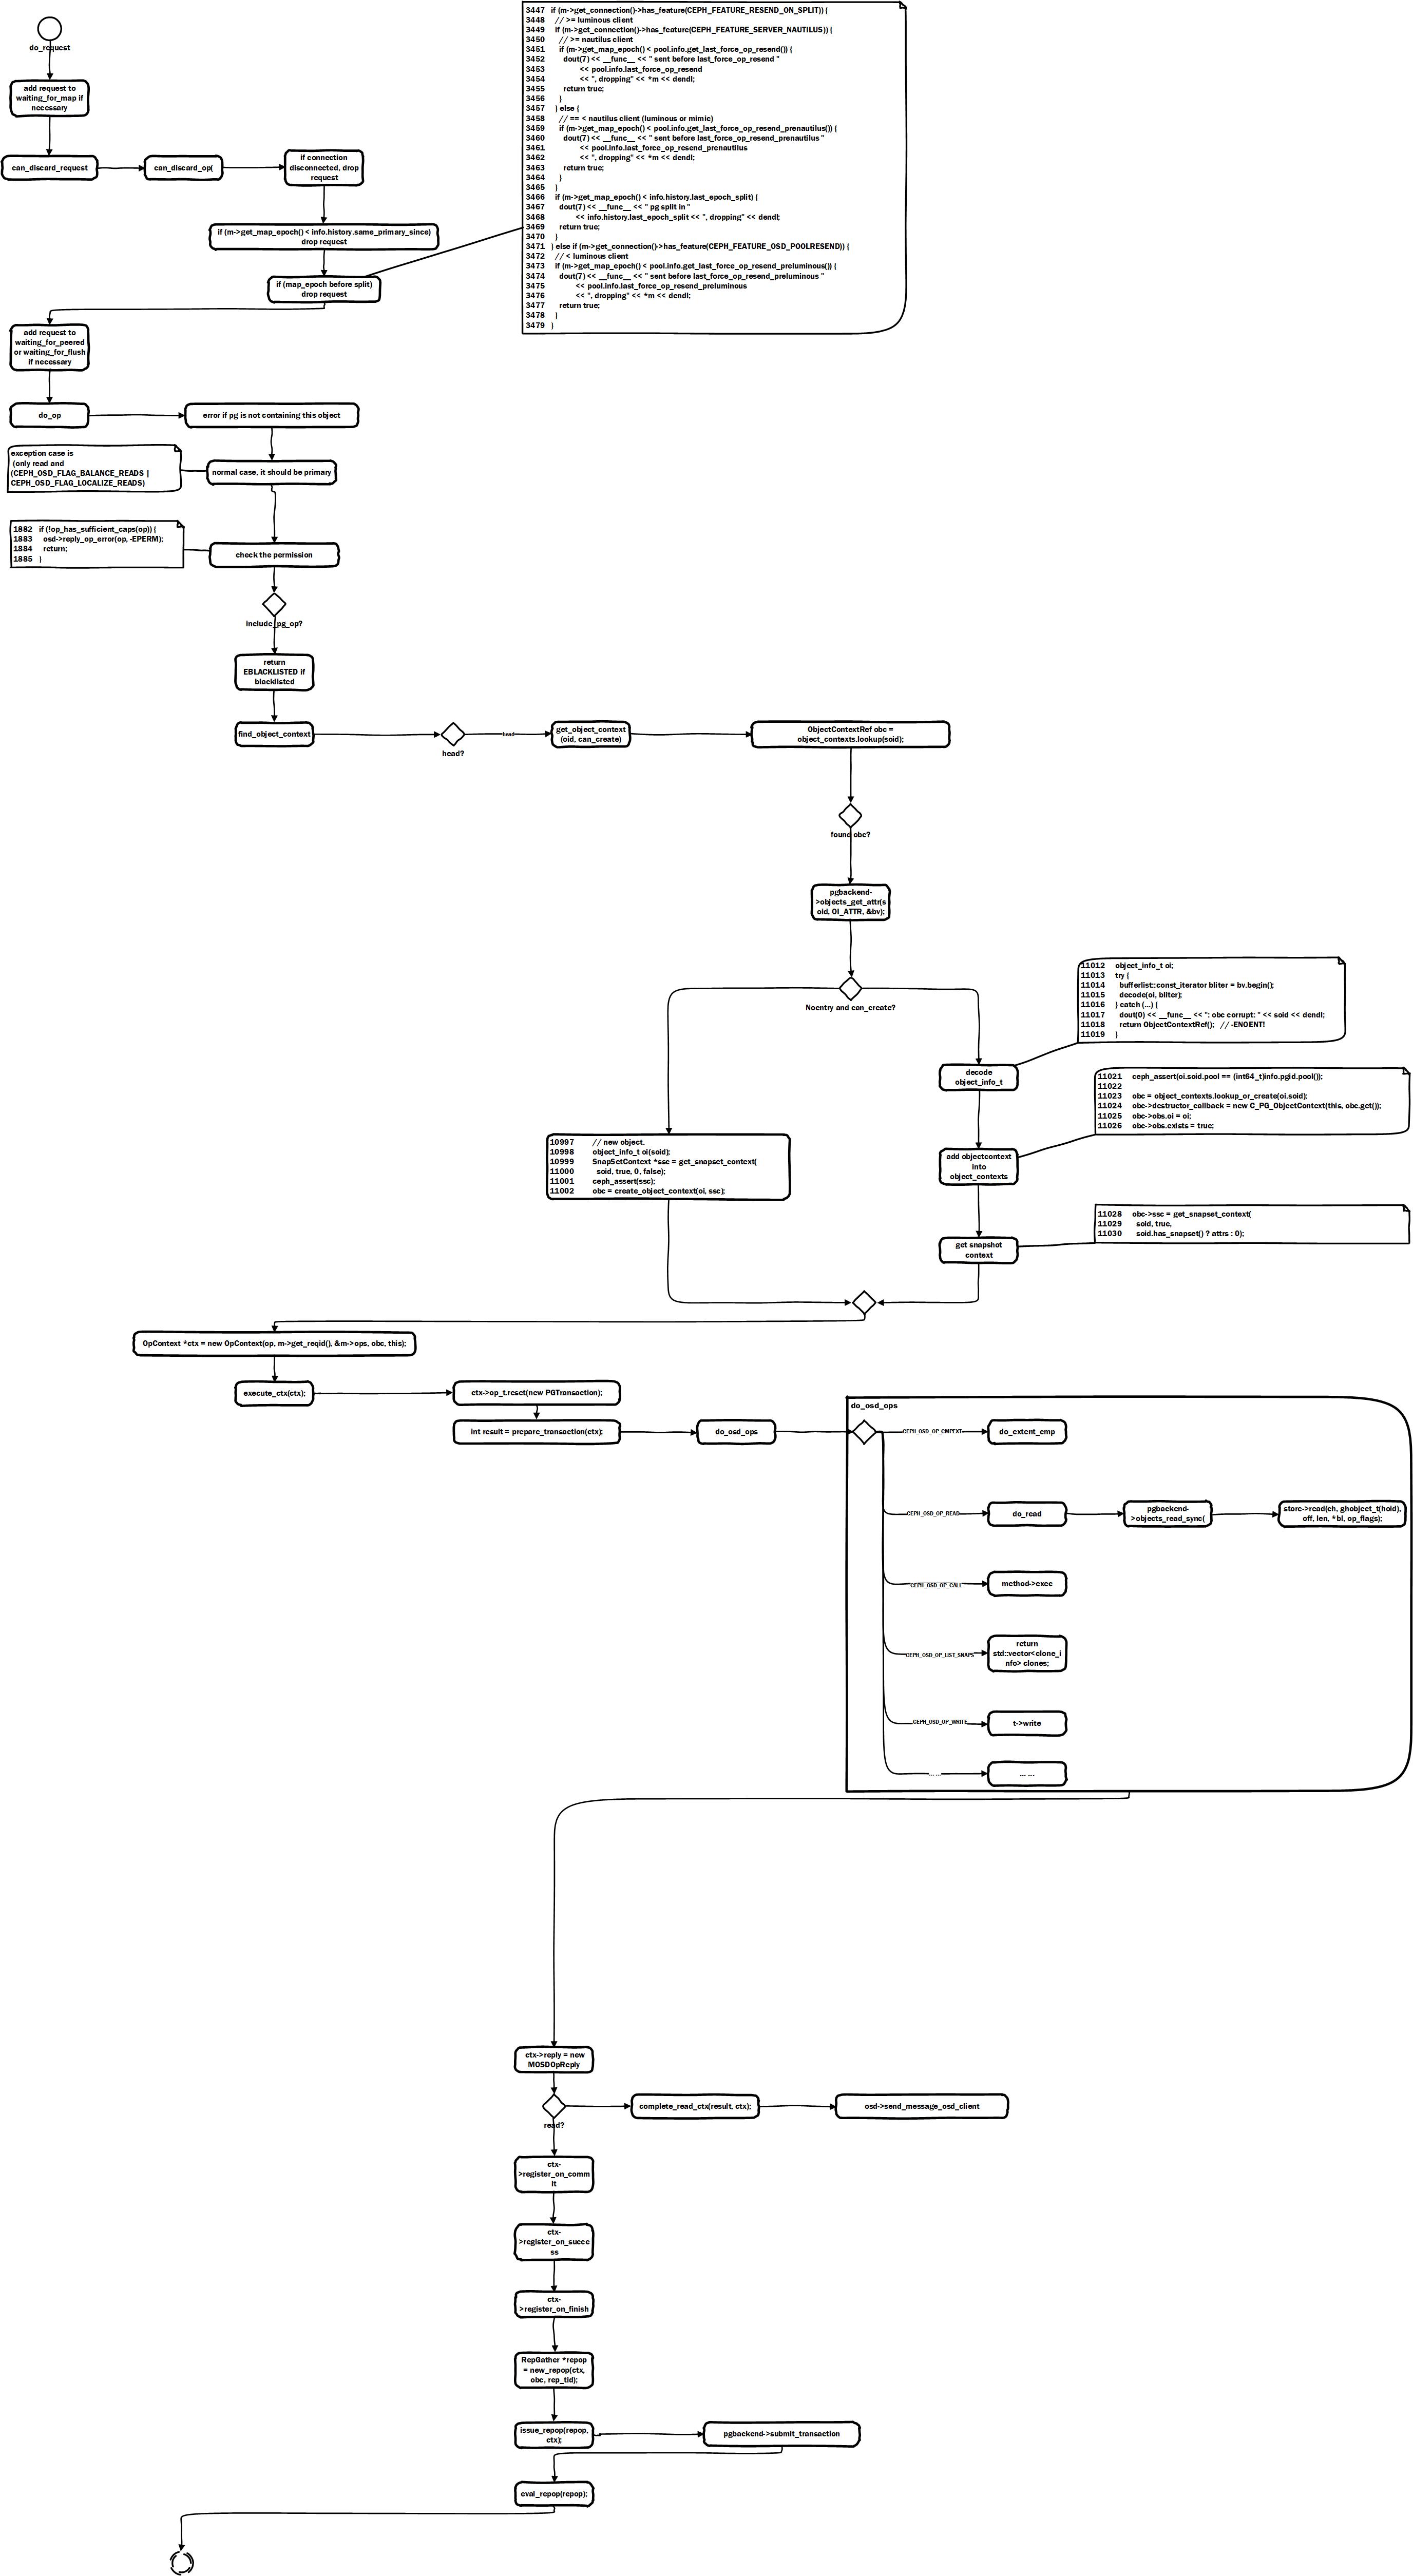 do_request
add request to
waiting_for_map if
necessary
can_discard_request
can_discard_op(
if connection
disconnected, drop
request
if (m->get_map_epoch() < info.history.same_primary_since)
drop request
if (map_epoch before split)
drop request
3447 if (m->get_connection()->has_feature(CEPH_FEATURE_RESEND_ON_SPLIT)) {
3448 // >= luminous client
3449 if (m->get_connection()->has_feature(CEPH_FEATURE_SERVER_NAUTILUS)) {
3450 // >= nautilus client
3451 if (m->get_map_epoch() < pool.info.get_last_force_op_resend()) {
3452 dout(7) << __func__ << " sent before last_force_op_resend "
3453 << pool.info.last_force_op_resend
3454 << ", dropping" << *m << dendl;
3455 return true;
3456 }
3457 } else {
3458 // == < nautilus client (luminous or mimic)
3459 if (m->get_map_epoch() < pool.info.get_last_force_op_resend_prenautilus()) {
3460 dout(7) << __func__ << " sent before last_force_op_resend_prenautilus "
3461 << pool.info.last_force_op_resend_prenautilus
3462 << ", dropping" << *m << dendl;
3463 return true;
3464 }
3465 }
3466 if (m->get_map_epoch() < info.history.last_epoch_split) {
3467 dout(7) << __func__ << " pg split in "
3468 << info.history.last_epoch_split << ", dropping" << dendl;
3469 return true;
3470 }
3471 } else if (m->get_connection()->has_feature(CEPH_FEATURE_OSD_POOLRESEND)) {
3472 // < luminous client
3473 if (m->get_map_epoch() < pool.info.get_last_force_op_resend_preluminous()) {
3474 dout(7) << __func__ << " sent before last_force_op_resend_preluminous "
3475 << pool.info.last_force_op_resend_preluminous
3476 << ", dropping" << *m << dendl;
3477 return true;
3478 }
3479 }
add request to
waiting_for_peered
or waiting_for_flush
if necessary
do_op
error if pg is not containing this object
exception case is
(only read and
(CEPH_OSD_FLAG_BALANCE_READS |
CEPH_OSD_FLAG_LOCALIZE_READS)
normal case, it should be primary
1882 if (!op_has_sufficient_caps(op)) {
1883 osd->reply_op_error(op, -EPERM);
1884 return;
1885 }
check the permission
include_pg_op?
return
EBLACKLISTED if
blacklisted
find_object_context
head?
head
get_object_context
(oid, can_create)
ObjectContextRef obc =
object_contexts.lookup(soid);
found obc?
pgbackend-
>objects_get_attr(s
oid, OI_ATTR, &bv);
Noentry and can_create?
11012 object_info_t oi;
11013 try {
11014 bufferlist::const_iterator bliter = bv.begin();
11015 decode(oi, bliter);
11016 } catch (...) {
11017 dout(0) << __func__ << ": obc corrupt: " << soid << dendl;
11018 return ObjectContextRef(); // -ENOENT!
11019 }
decode
object_info_t
11021 ceph_assert(oi.soid.pool == (int64_t)info.pgid.pool());
11022
11023 obc = object_contexts.lookup_or_create(oi.soid);
11024 obc->destructor_callback = new C_PG_ObjectContext(this, obc.get());
11025 obc->obs.oi = oi;
11026 obc->obs.exists = true;
10997 // new object.
10998 object_info_t oi(soid);
10999 SnapSetContext *ssc = get_snapset_context(
11000 soid, true, 0, false);
11001 ceph_assert(ssc);
11002 obc = create_object_context(oi, ssc);
add objectcontext
into
object_contexts
11028 obc->ssc = get_snapset_context(
11029 soid, true,
11030 soid.has_snapset() ? attrs : 0);
get snapshot
context
OpContext *ctx = new OpContext(op, m->get_reqid(), &m->ops, obc, this);
execute_ctx(ctx);
ctx->op_t.reset(new PGTransaction);
int result = prepare_transaction(ctx);
do_osd_ops
do_osd_ops
CEPH_OSD_OP_CMPEXT
do_extent_cmp
CEPH_OSD_OP_READ
do_read
pgbackend-
>objects_read_sync(
store->read(ch, ghobject_t(hoid),
off, len, *bl, op_flags);
CEPH_OSD_OP_CALL
method->exec
CEPH_OSD_OP_LIST_SNAPS
return
std::vector<clone_i
nfo> clones;
CEPH_OSD_OP_WRITE
t->write
... ...
... ...
ctx->reply = new
MOSDOpReply
read?
complete_read_ctx(result, ctx);
osd->send_message_osd_client
ctx-
>register_on_comm
it
ctx-
>register_on_succe
ss
ctx-
>register_on_finish
RepGather *repop
= new_repop(ctx,
obc, rep_tid);
issue_repop(repop,
ctx);
pgbackend->submit_transaction
eval_repop(repop);